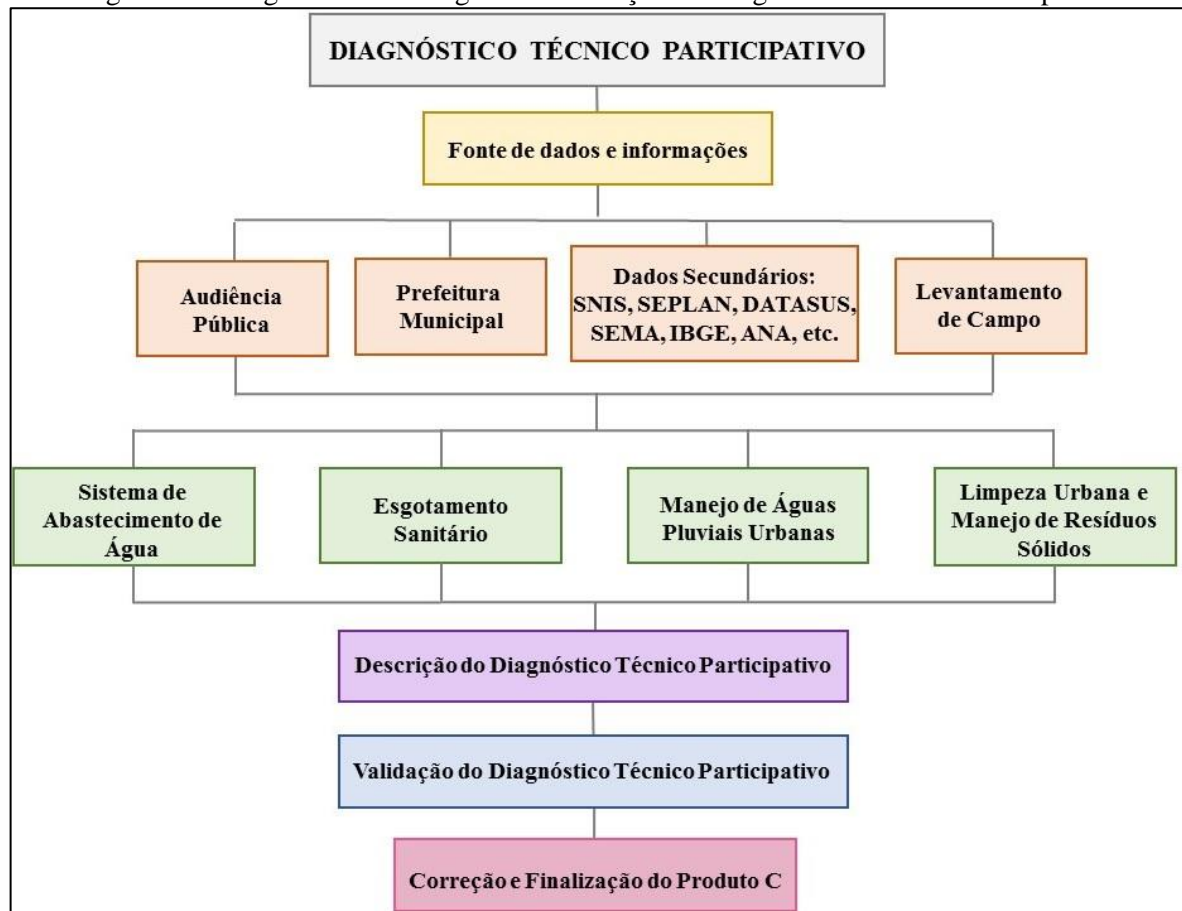 DIAGNÓSTICO TÉCNICO PARTICIPATIVO
Fonte de dados e informações
Audiência
Pública
Prefeitura
Municipal
Dados Secundários:
SNIS, SEPLAN, DATASUS,
SEMA, IBGE, ANA, etc.
Levantamento
de Campo
Sistema de
Abastecimento de
Água
Esgotamento
Sanitário
Manejo de Águas
Pluviais Urbanas
Limpeza Urbana e
Manejo de Resíduos
Sólidos
Descrição do Diagnóstico Técnico Participativo
Validação do Diagnóstico Técnico Participativo
Correção e Finalização do Produto C